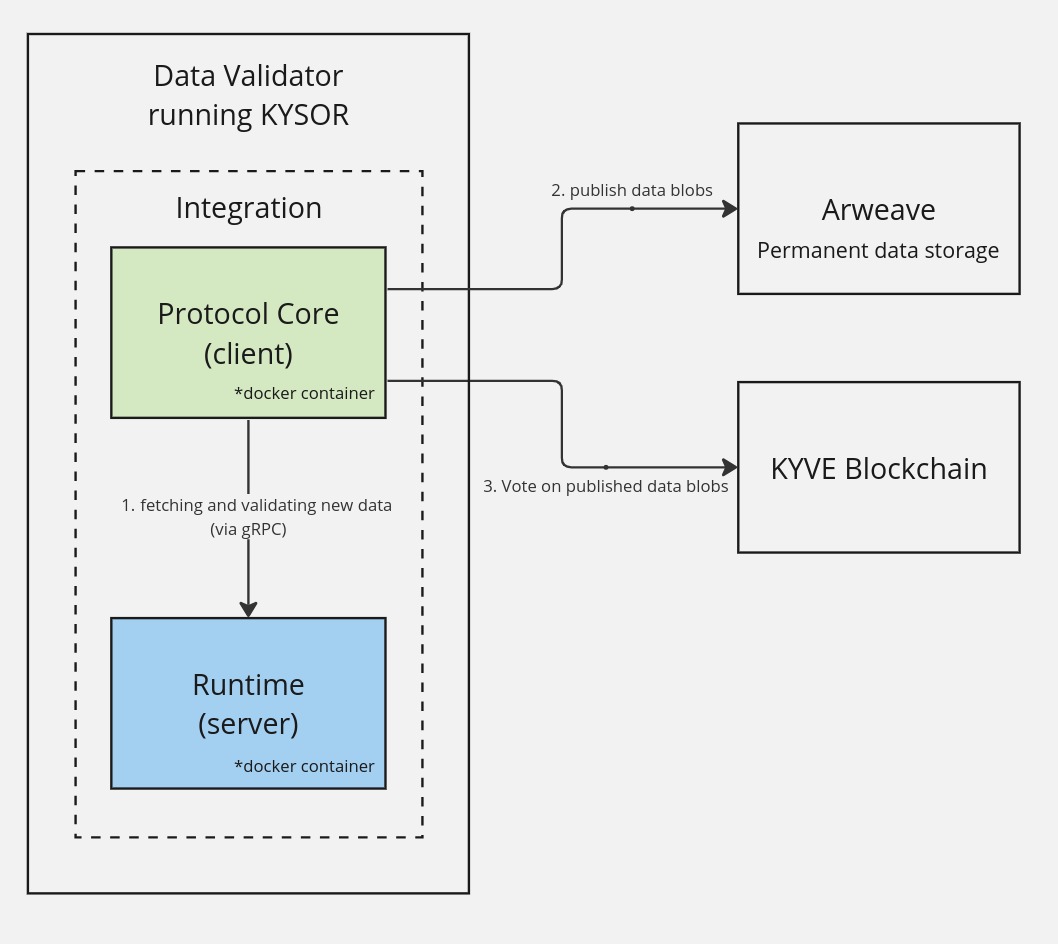 Data Validator
running KYSOR
Integration
Protocol Core
(client)
*docker container
1. fetching and validating new data
(via gRPC)
Runtime
(server)
*docker container
2. publish data blobs
Arweave
Permanent data storage
3. Vote on published data blobs
KYVE Blockchain